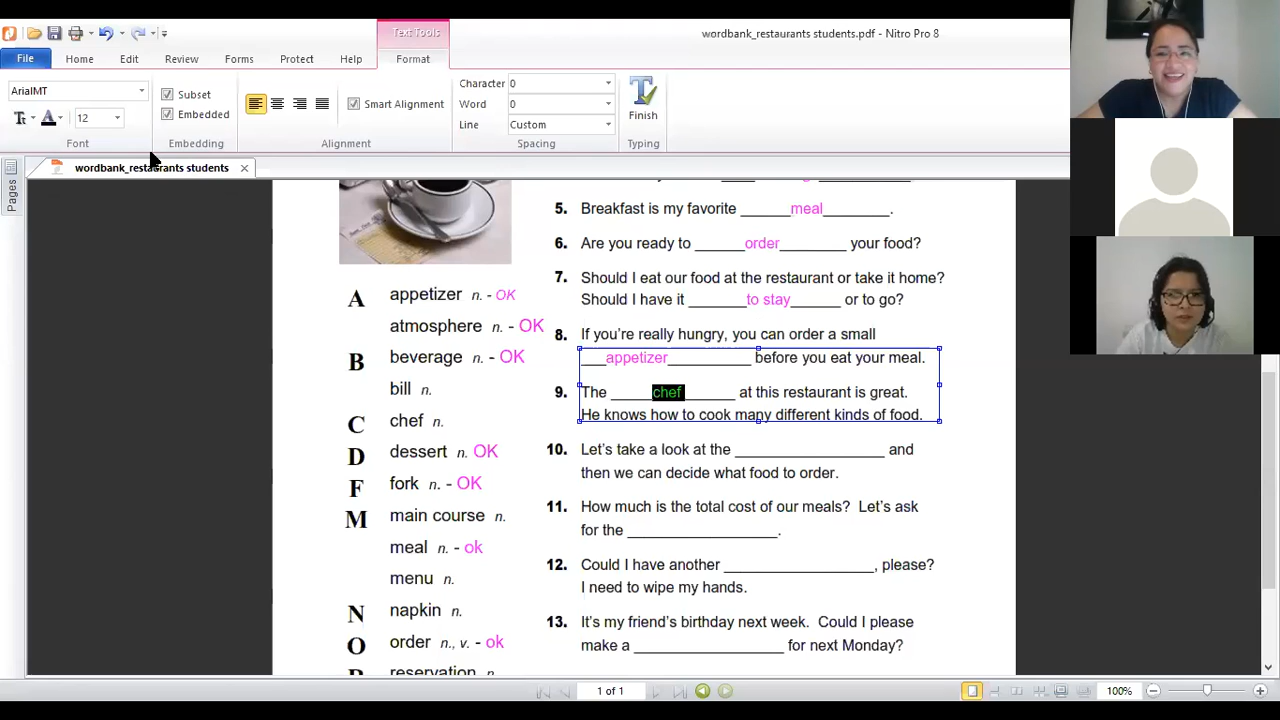 Text Tools
wordbank_restaurants students.pdf - Nitro Pro 8
File Home Edit Review Forms Protect Help Format
ArialMT
12
Font
Subset
Embedded
Embedding
Smart Alignment
Alignment
Character 0
Word 0
Line Custom
Spacing
Finish
Typing
wordbank_restaurants students
Pages
A appetizer n. - OK
atmosphere n. - OK
B beverage n. - OK
bill n.
C chef n.
D dessert n. OK
F fork n. - OK
M main course n.
meal n. - ok
menu n.
N napkin n.
O order n., v. - ok
reservation n.
5. Breakfast is my favorite ______meal________.
6. Are you ready to ______order________ your food?
7. Should I eat our food at the restaurant or take it home?
Should I have it _______to stay______ or to go?
8. If you're really hungry, you can order a small
___appetizer__________ before you eat your meal.
9. The _____chef______ at this restaurant is great.
He knows how to cook many different kinds of food.
10. Let's take a look at the __________________ and
then we can decide what food to order.
11. How much is the total cost of our meals? Let's ask
for the __________________.
12. Could I have another __________________, please?
I need to wipe my hands.
13. It's my friend's birthday next week. Could I please
make a __________________ for next Monday?
1 of 1
100%